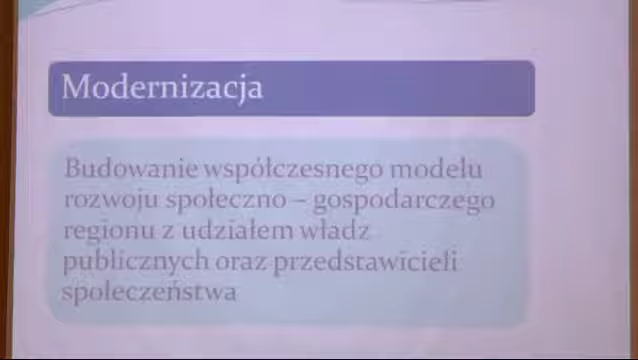 Modernizacja
Budowanie współczesnego modelu
rozwoju społeczno – gospodarczego
regionu z udziałem władz
publicznych oraz przedstawicieli
społeczeństwa